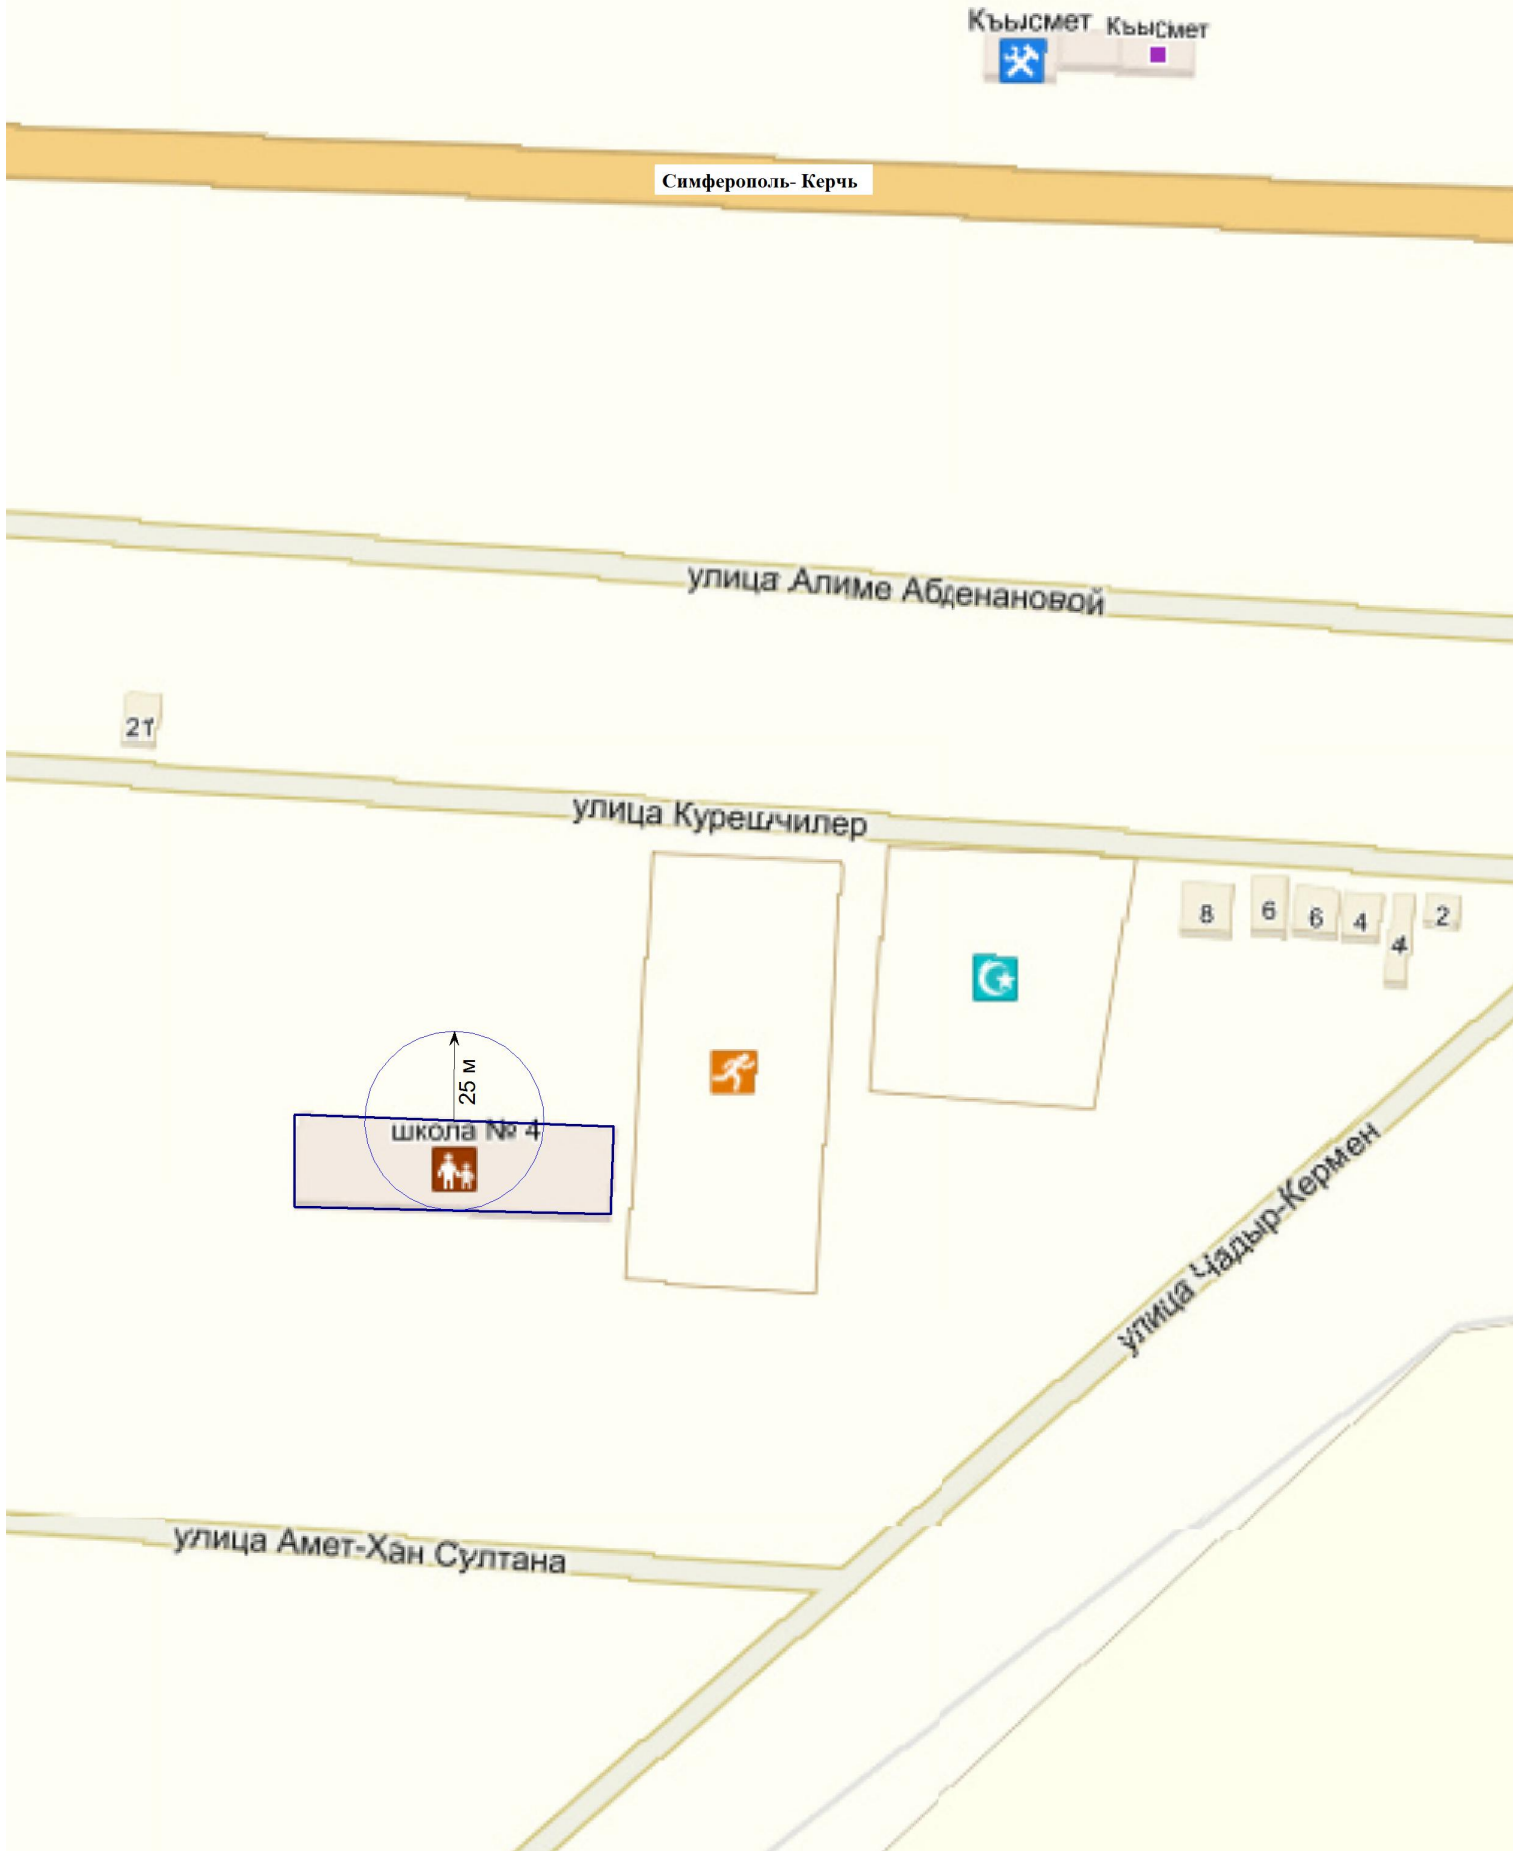 Къысмет Къысмет
Симферополь- Керчь
улица Алиме Абденановой
21
улица Курешчилер
8 6 6 4 4 2
25 м
школа № 4
улица Чадыр-Кермен
улица Амет-Хан Султана